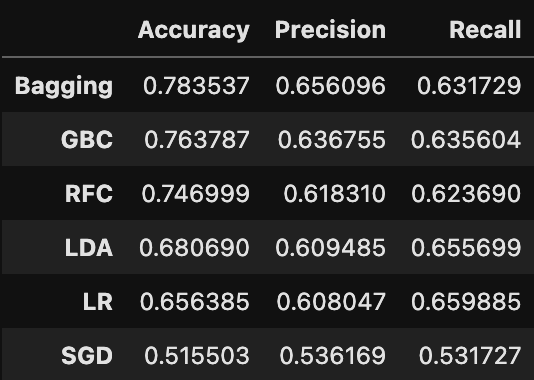 Accuracy Precision Recall
Bagging 0.783537 0.656096 0.631729
GBC 0.763787 0.636755 0.635604
RFC 0.746999 0.618310 0.623690
LDA 0.680690 0.609485 0.655699
LR 0.656385 0.608047 0.659885
SGD 0.515503 0.536169 0.531727